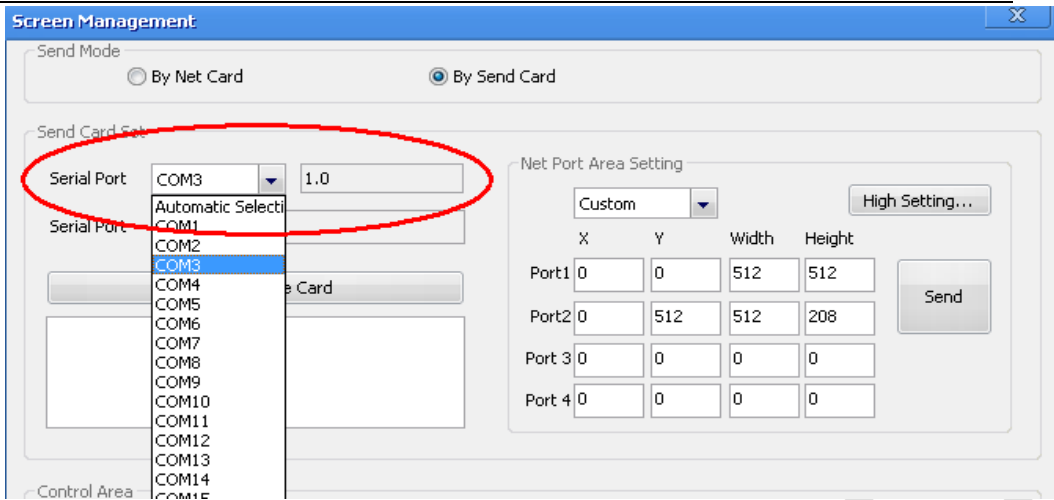 Screen Management
Send Mode
By Net Card
By Send Card
Send Card Set
Serial Port
COM3
1.0
Serial Port
Automatic Selecti
COM1
COM2
COM3
COM4
COM5
COM6
COM7
COM8
COM9
COM10
COM11
COM12
COM13
COM14
COM15
e Card
Net Port Area Setting
Custom
High Setting...
X Y Width Height
Port1 0 0 512 512
Port2 0 512 512 208
Port 3 0 0 0 0
Port 4 0 0 0 0
Send
Control Area